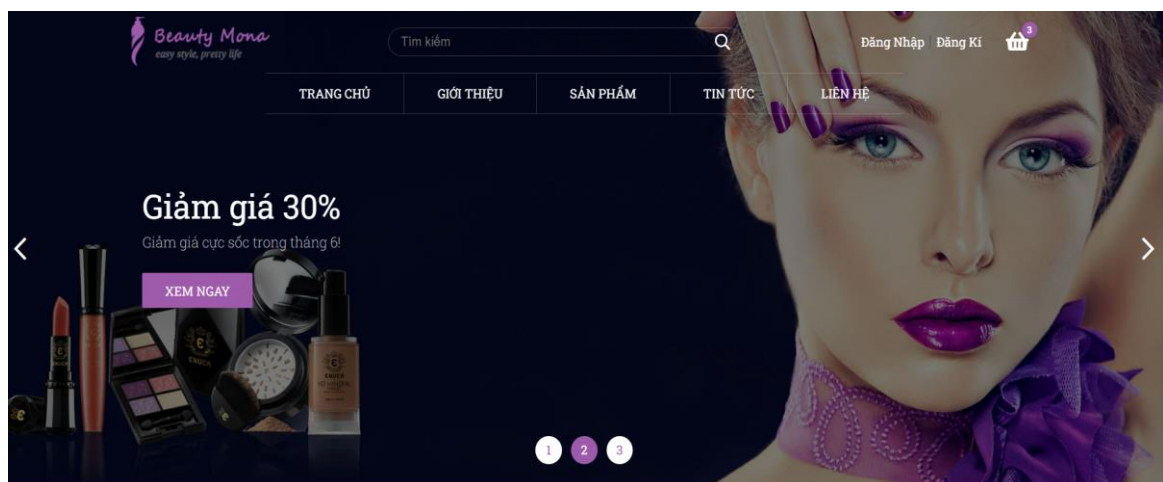 Beauty Mona
easy style, pretty life
Tìm kiếm
Đăng Nhập Đăng Kí
3
TRANG CHỦ GIỚI THIỆU SẢN PHẨM TIN TỨC LIÊN HỆ
Giảm giá 30%
Giảm giá cực sốc trong tháng 6!
XEM NGAY
ENUCA
ENUCA
1 2 3